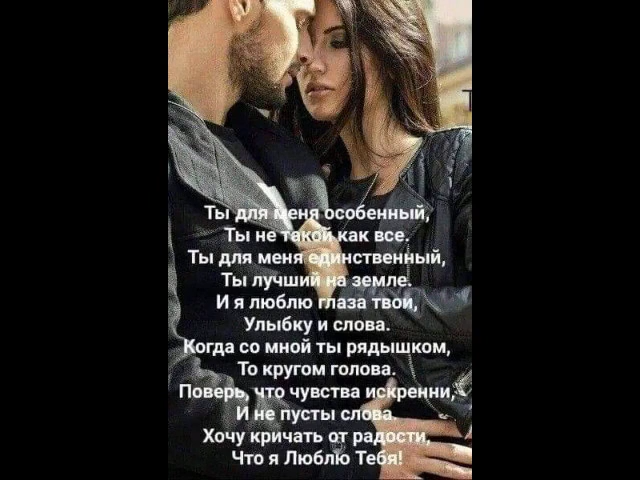 Т
Ты для меня особенный,
Ты не такой как все.
Ты для меня единственный,
Ты лучший на земле.
И я люблю глаза твои,
Улыбку и слова.
Когда со мной ты рядышком,
То кругом голова.
Поверь, что чувства искренни,
И не пусты слова.
Хочу кричать от радости,
Что я Люблю Тебя!